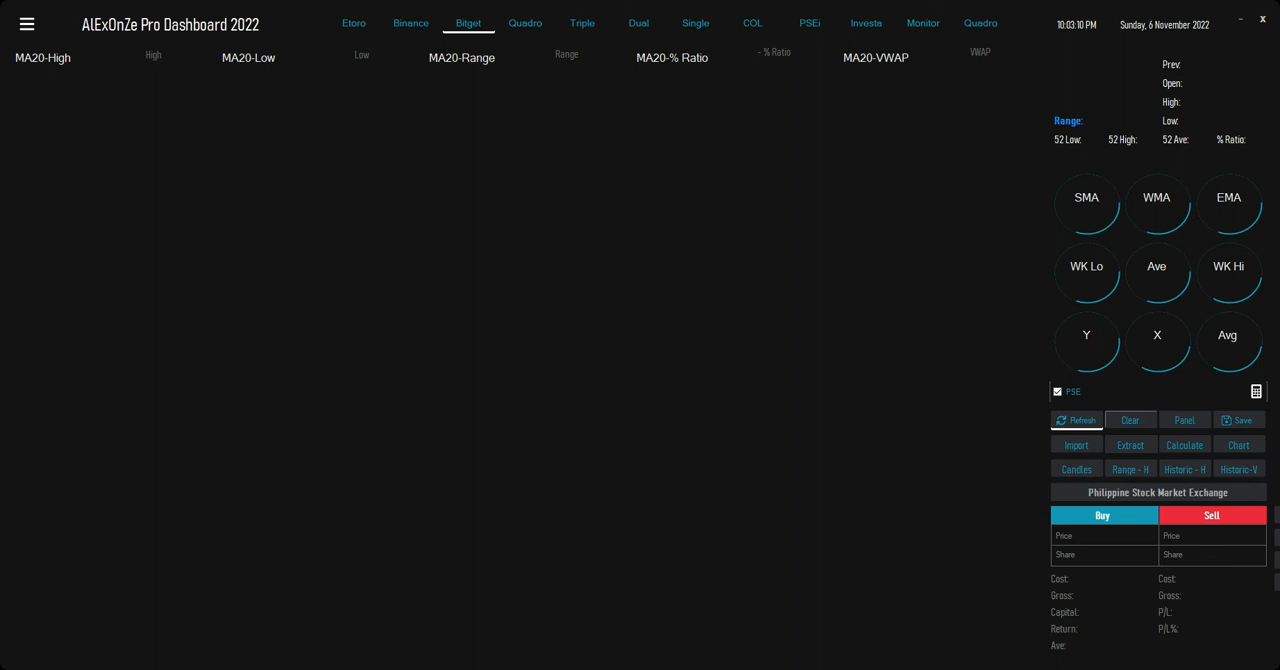 AlExOnZe Pro Dashboard 2022
Etoro Binance Bitget Quadro Triple Dual Single COL PSEi Investa Monitor Quadro
10:03:10 PM Sunday, 6 November 2022 – x
MA20-High High MA20-Low Low MA20-Range Range MA20-% Ratio - % Ratio MA20-VWAP VWAP
Prev:
Open:
High:
Range: Low:
52 Low: 52 High: 52 Ave: % Ratio:
SMA WMA EMA
WK Lo Ave WK Hi
Y X Avg
PSE
Refresh Clear Panel Save
Import Extract Calculate Chart
Candles Range - H Historic - H Historic-V
Philippine Stock Market Exchange
Buy Sell
Price Price
Share Share
Cost: Cost:
Gross: Gross:
Capital: P/L:
Return: P/L%:
Ave: